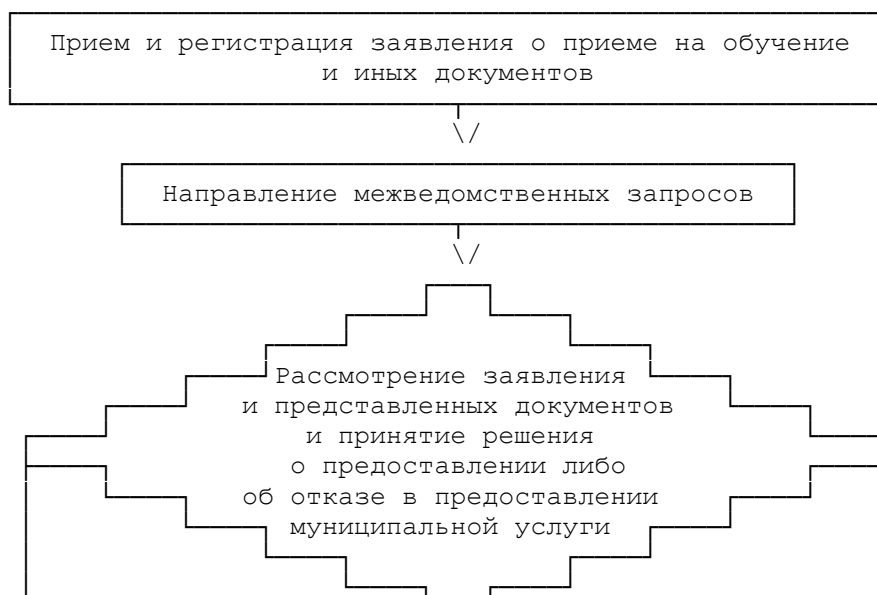 Прием и регистрация заявления о приеме на обучение
и иных документов
\/
Направление межведомственных запросов
\/
Рассмотрение заявления
и представленных документов
и принятие решения
о предоставлении либо
об отказе в предоставлении
муниципальной услуги